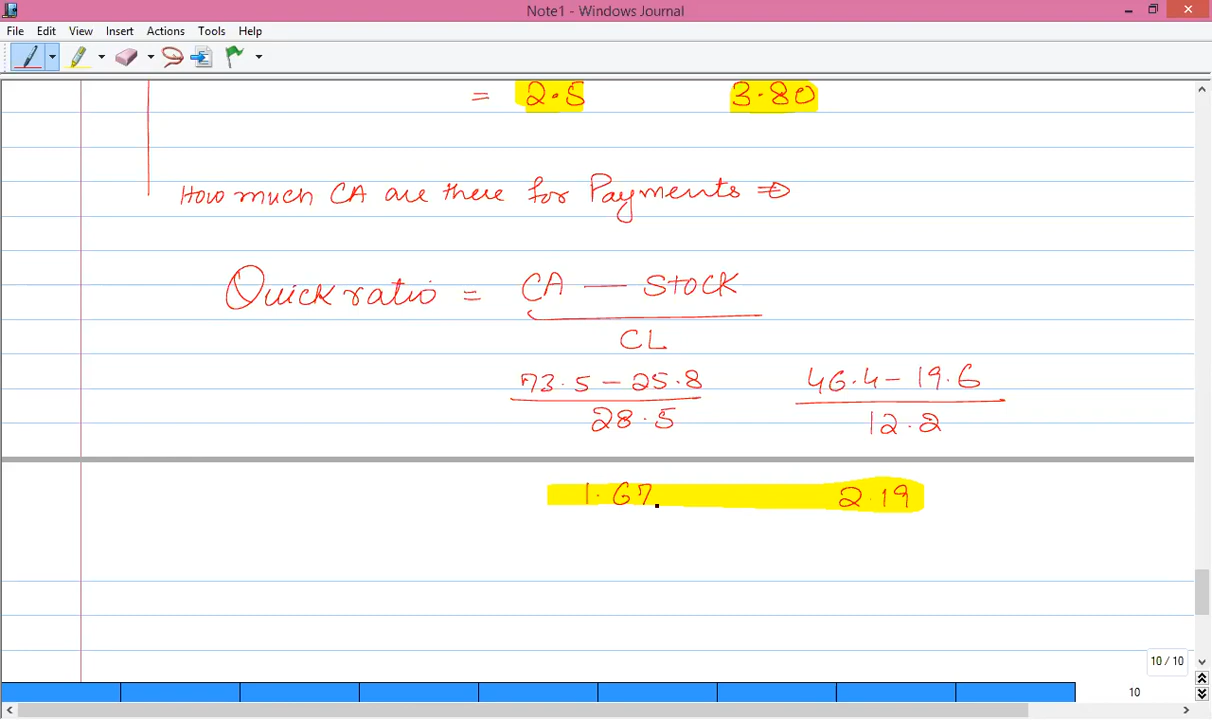 Note1 - Windows Journal
File Edit View Insert Actions Tools Help
= 2.5 3.80
How much CA are there for Payments ⇒
Quick ratio = CA — Stock
CL
73.5 - 25.8 46.4 - 19.6
28.5 12.2
1.67 2.19
10 / 10
10